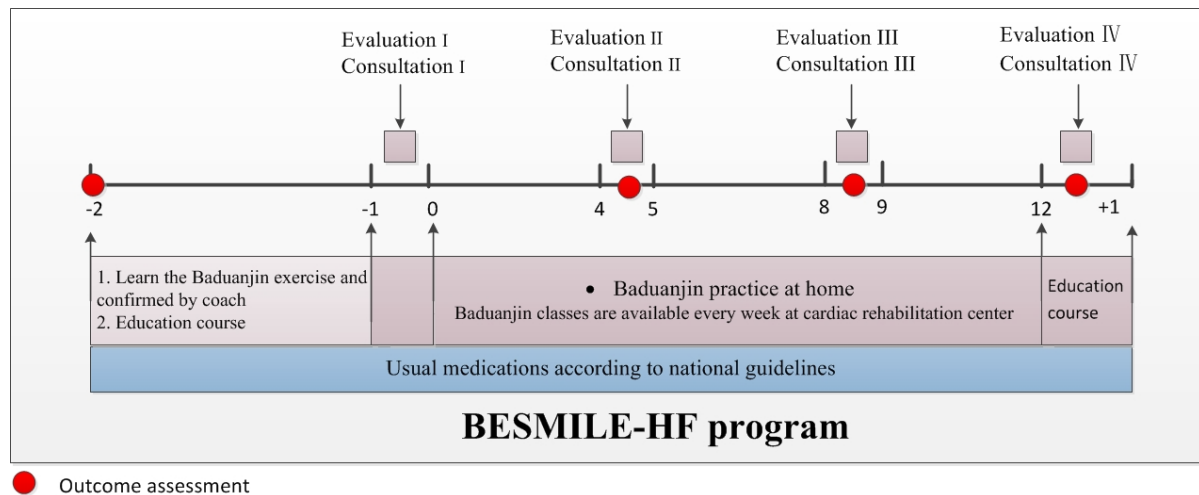 Evaluation I
Consultation I
Evaluation II
Consultation II
Evaluation III
Consultation III
Evaluation IV
Consultation IV
-2
-1
0
4
5
8
9
12
+1
1. Learn the Baduanjin exercise and
confirmed by coach
2. Education course
• Baduanjin practice at home
Baduanjin classes are available every week at cardiac rehabilitation center
Education
course
Usual medications according to national guidelines
BESMILE-HF program
Outcome assessment